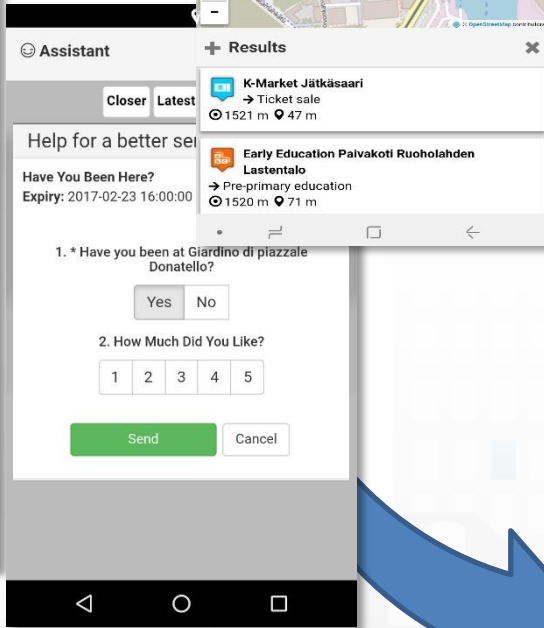 © OpenStreetMap contributors
−
Assistant
Closer Latest
Help for a better ser
Have You Been Here?
Expiry: 2017-02-23 16:00:00
1. * Have you been at Giardino di piazzale
Donatello?
Yes No
2. How Much Did You Like?
1 2 3 4 5
Send Cancel
+ Results ✖
K-Market Jätkäsaari
→ Ticket sale
1521 m 47 m
Early Education Paivakoti Ruoholahden
Lastentalo
→ Pre-primary education
1520 m 71 m